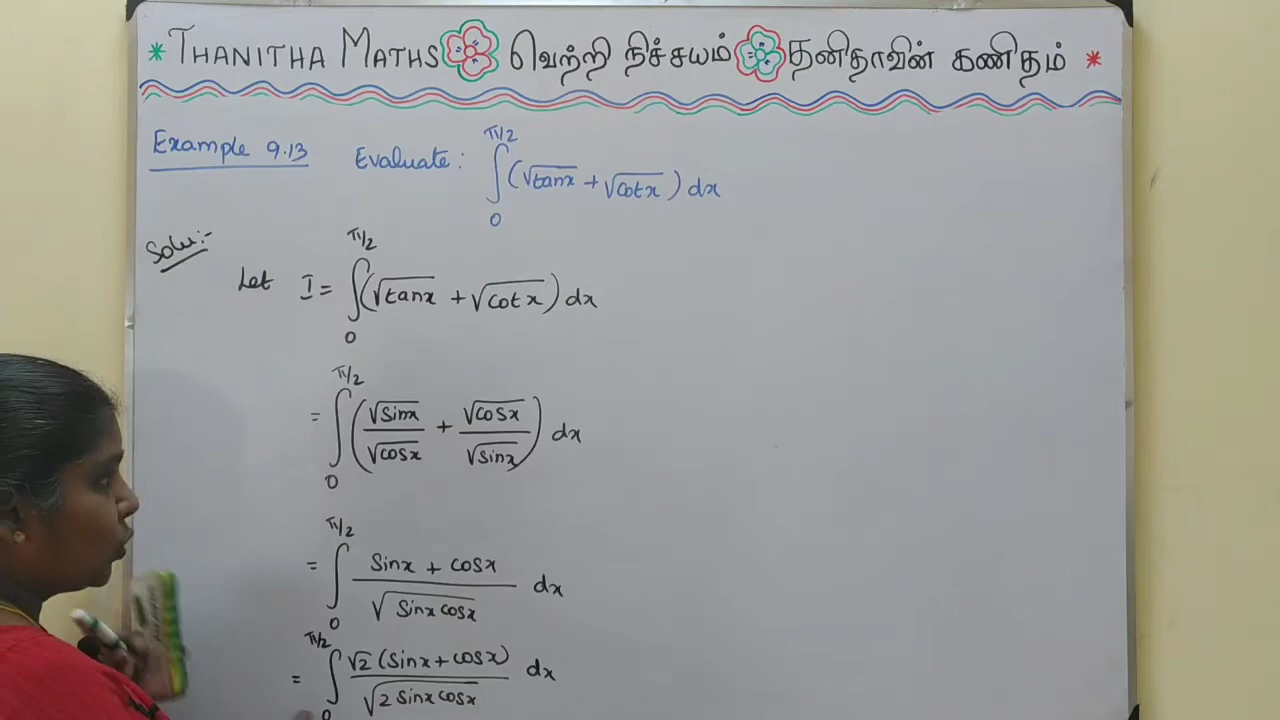 * THANITHA MATHS வெற்றி நிச்சயம் தனிதாவின் கணிதம் *
Example 9.13 Evaluate: ∫₀^{π/2} (√tanx + √cotx) dx
Solu:-
Let I = ∫₀^{π/2} (√tanx + √cotx) dx
= ∫₀^{π/2} (√sinx/√cosx + √cosx/√sinx) dx
= ∫₀^{π/2} (sinx + cosx)/√(sinx cosx) dx
= ∫₀^{π/2} √2 (sinx + cosx)/√(2 sinx cosx) dx